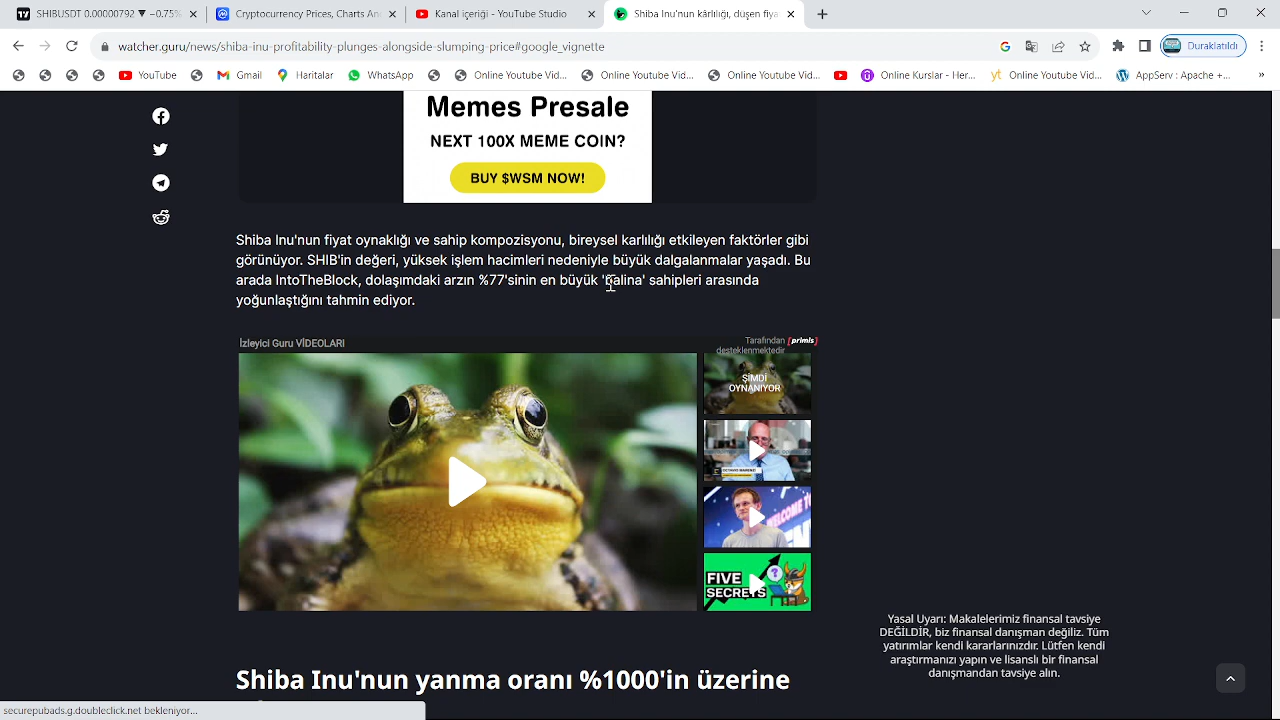 SHIBUSDT 0.00000792 ▼ −0.75%
Cryptocurrency Prices, Charts An
Kanal içeriği - YouTube Studio
Shiba Inu'nun kârlılığı, düşen fiya
watcher.guru/news/shiba-inu-profitability-plunges-alongside-slumping-price#google_vignette
Duraklatıldı
YouTube
Gmail
Haritalar
WhatsApp
Online Youtube Vid...
Online Youtube Vid...
Online Youtube Vid...
Online Kurslar - Her...
yt Online Youtube Vid...
AppServ : Apache +...
»
Memes Presale
NEXT 100X MEME COIN?
BUY $WSM NOW!
Shiba Inu'nun fiyat oynaklığı ve sahip kompozisyonu, bireysel karlılığı etkileyen faktörler gibi
görünüyor. SHIB'in değeri, yüksek işlem hacimleri nedeniyle büyük dalgalanmalar yaşadı. Bu
arada IntoTheBlock, dolaşımdaki arzın %77'sinin en büyük 'balina' sahipleri arasında
yoğunlaştığını tahmin ediyor.
İzleyici Guru VİDEOLARI
Tarafından [primis]
desteklenmektedir
ŞİMDİ
OYNANIYOR
WELCOME TO
FIVE
SECRETS
Yasal Uyarı: Makalelerimiz finansal tavsiye
DEĞİLDİR, biz finansal danışman değiliz. Tüm
yatırımlar kendi kararlarınızdır. Lütfen kendi
araştırmanızı yapın ve lisanslı bir finansal
danışmandan tavsiye alın.
Shiba Inu'nun yanma oranı %1000'in üzerine
securepubads.g.doubleclick.net bekleniyor...